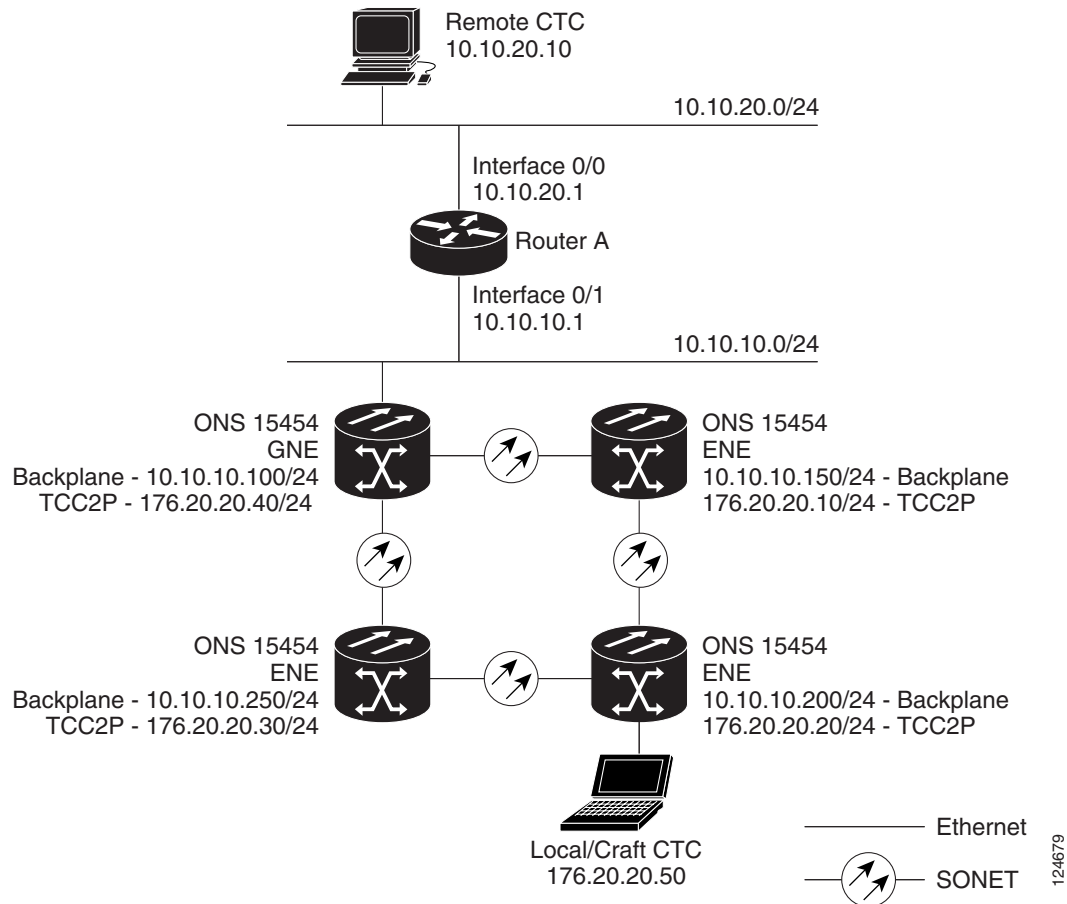 Remote CTC
10.10.20.10
10.10.20.0/24
Interface 0/0
10.10.20.1
Router A
Interface 0/1
10.10.10.1
10.10.10.0/24
ONS 15454
GNE
Backplane - 10.10.10.100/24
TCC2P - 176.20.20.40/24
ONS 15454
ENE
10.10.10.150/24 - Backplane
176.20.20.10/24 - TCC2P
ONS 15454
ENE
Backplane - 10.10.10.250/24
TCC2P - 176.20.20.30/24
ONS 15454
ENE
10.10.10.200/24 - Backplane
176.20.20.20/24 - TCC2P
Local/Craft CTC
176.20.20.50
Ethernet
SONET
124679